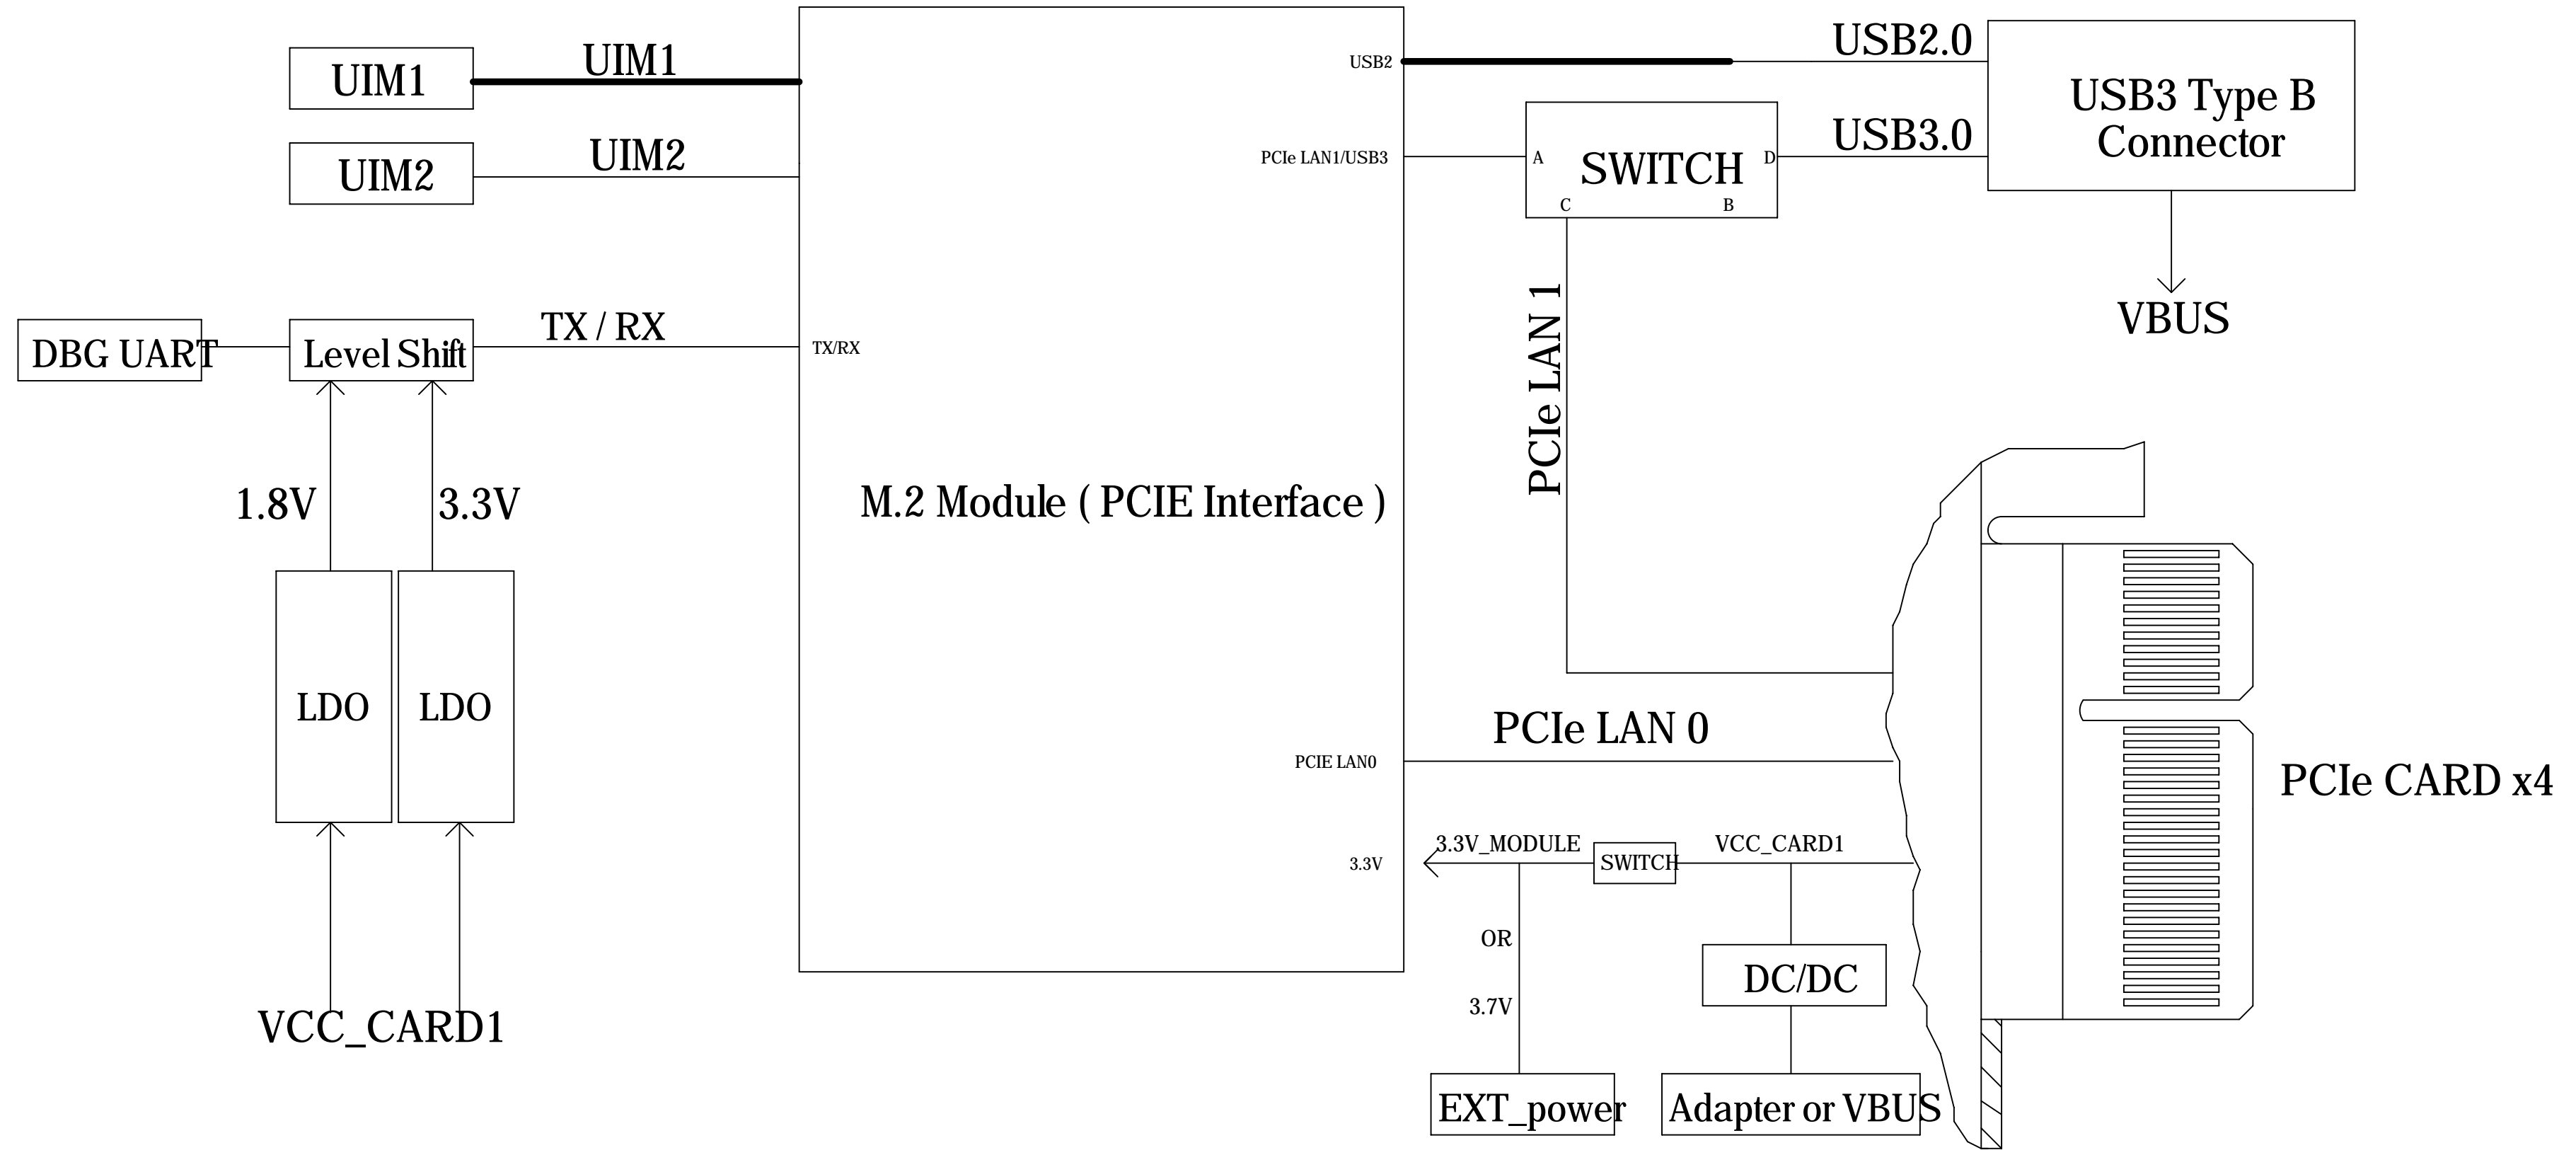 UIM1
UIM1
UIM2
UIM2
DBG UART
Level Shift
TX / RX
TX/RX
1.8V
3.3V
LDO
LDO
VCC_CARD1
M.2 Module ( PCIE Interface )
USB2
USB2.0
PCIe LAN1/USB3
A
SWITCH
D
C
B
USB3.0
USB3 Type B
Connector
VBUS
PCIe LAN 1
PCIE LAN0
PCIe LAN 0
PCIe CARD x4
3.3V
3.3V_MODULE
SWITCH
VCC_CARD1
OR
3.7V
DC/DC
EXT_power
Adapter or VBUS